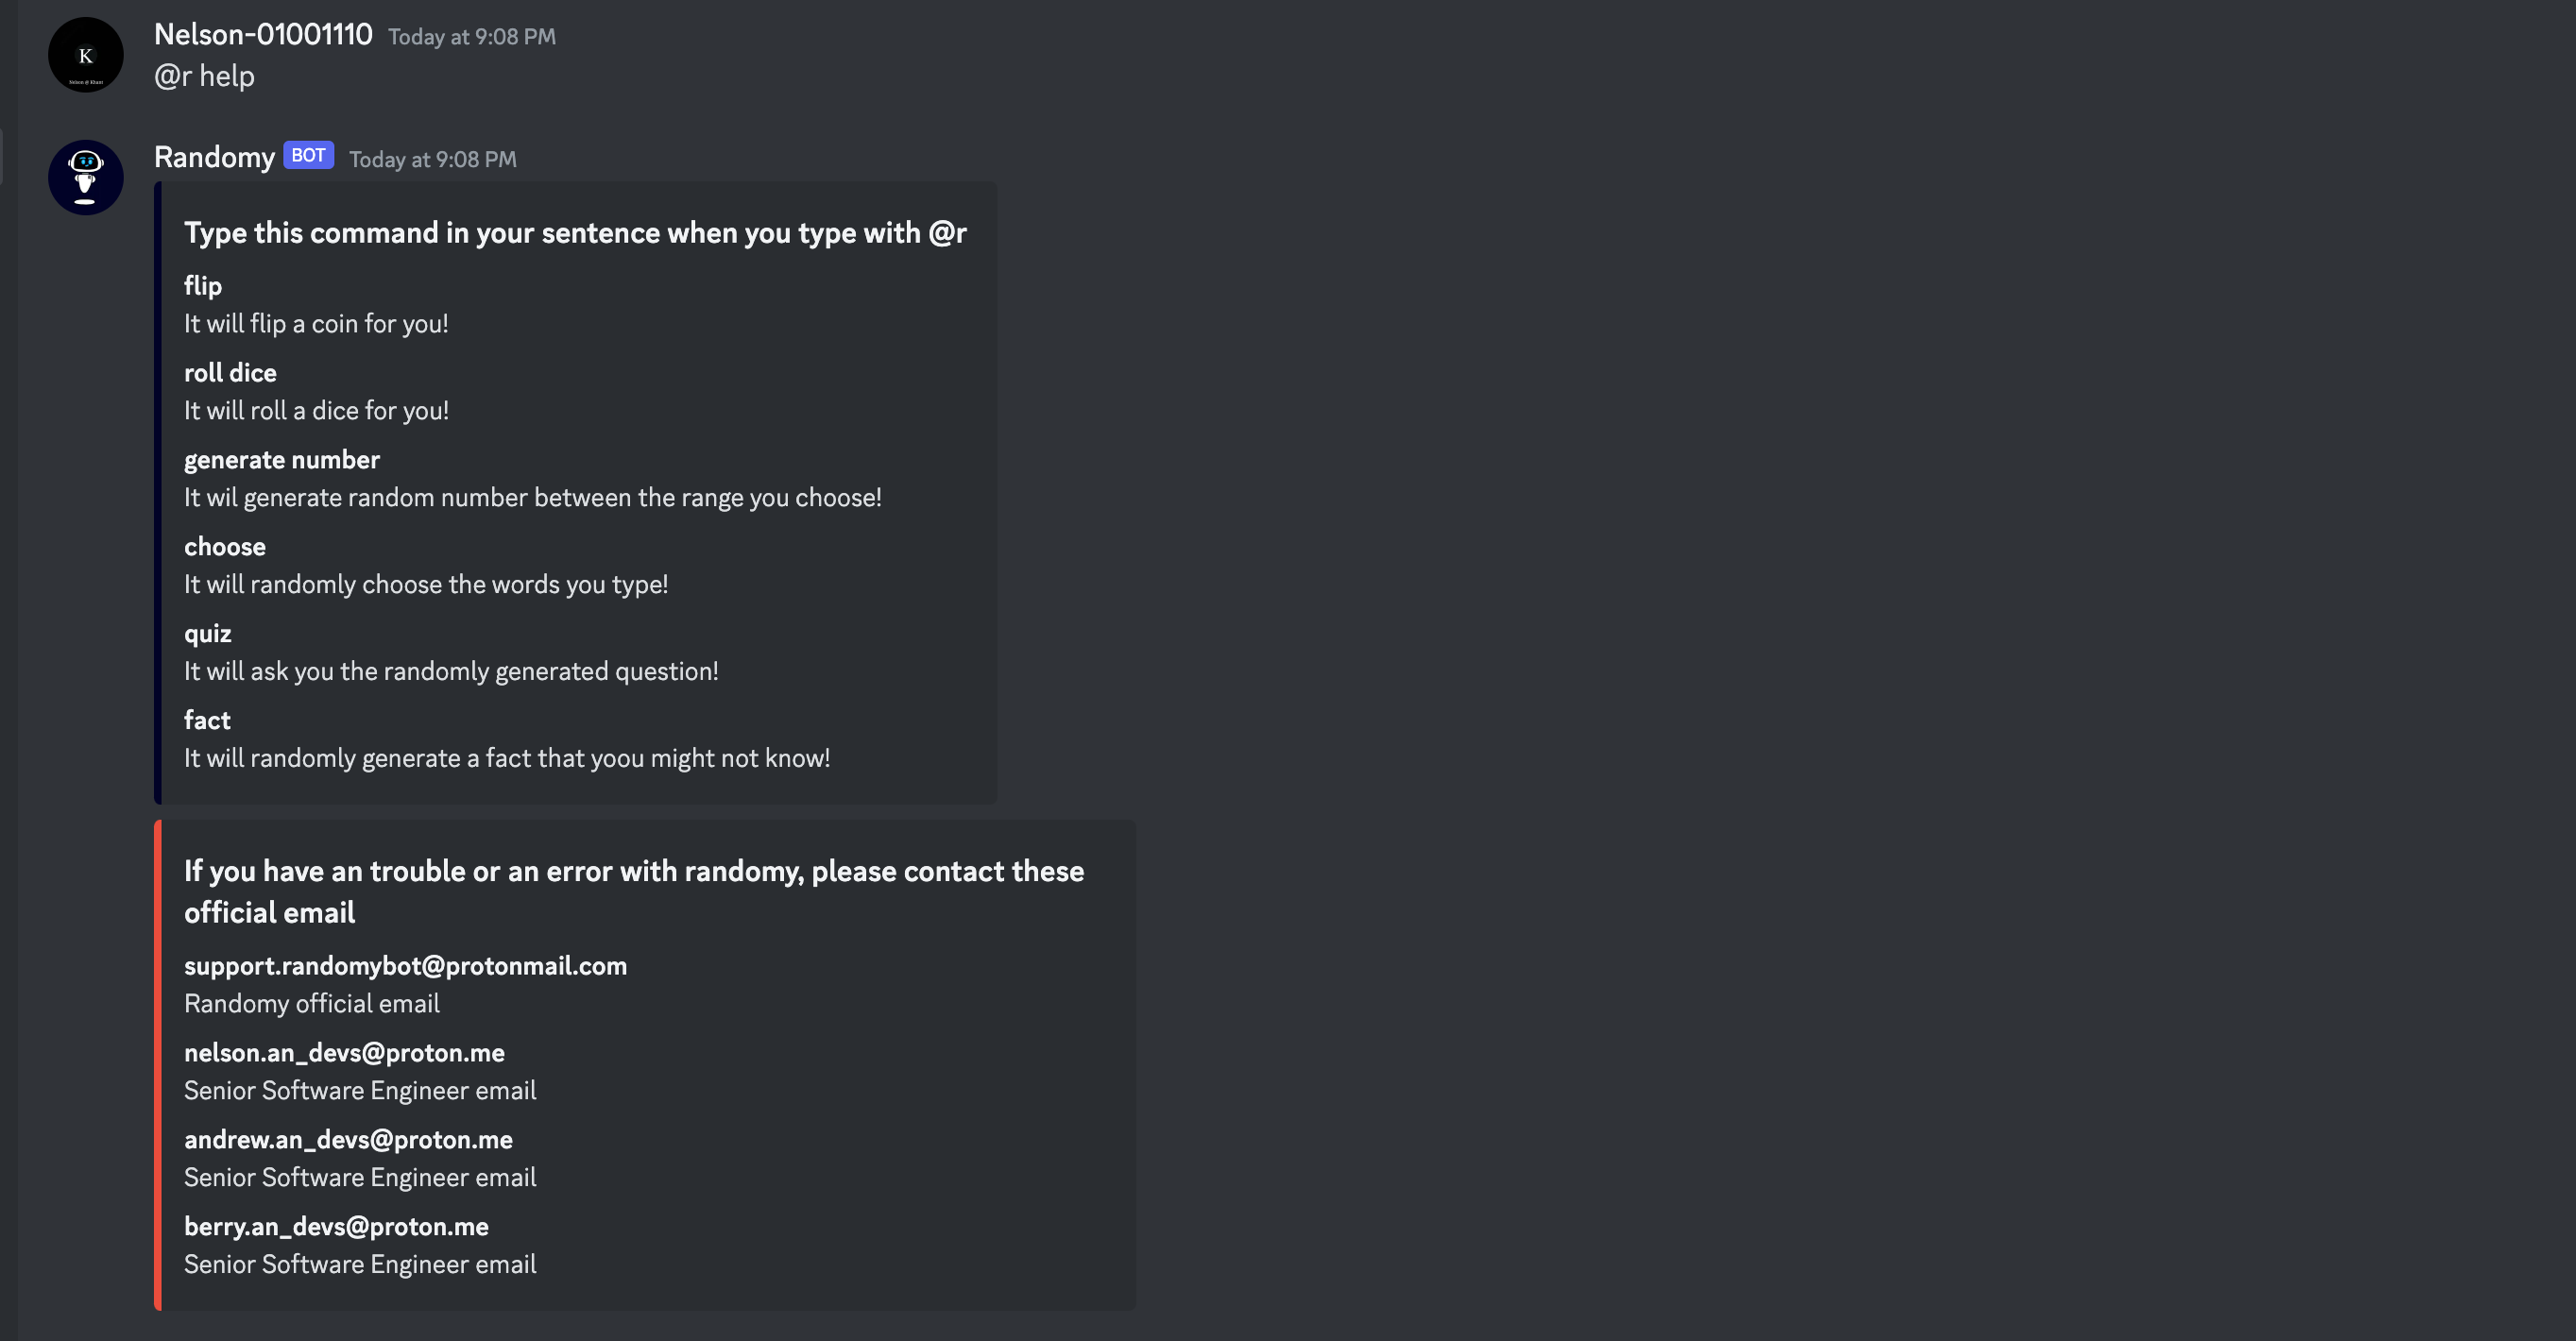 Nelson-01001110 Today at 9:08 PM
@r help
K
Randomy BOT Today at 9:08 PM
Type this command in your sentence when you type with @r
flip
It will flip a coin for you!
roll dice
It will roll a dice for you!
generate number
It wil generate random number between the range you choose!
choose
It will randomly choose the words you type!
quiz
It will ask you the randomly generated question!
fact
It will randomly generate a fact that yoou might not know!
If you have an trouble or an error with randomy, please contact these
official email
support.randomybot@protonmail.com
Randomy official email
nelson.an_devs@proton.me
Senior Software Engineer email
andrew.an_devs@proton.me
Senior Software Engineer email
berry.an_devs@proton.me
Senior Software Engineer email